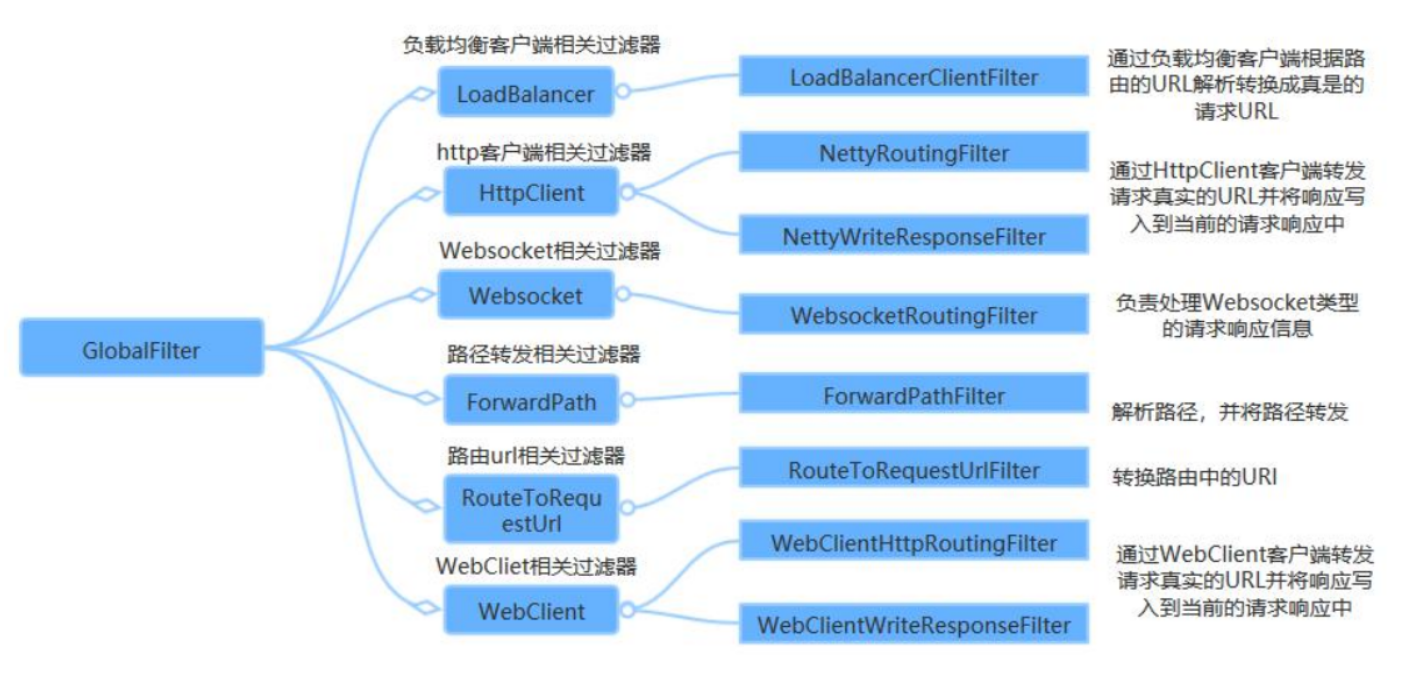 负载均衡客户端相关过滤器
LoadBalancer
LoadBalancerClientFilter
通过负载均衡客户端根据路
由的URL解析转换成真是的
请求URL
http客户端相关过滤器
HttpClient
NettyRoutingFilter
NettyWriteResponseFilter
通过HttpClient客户端转发
请求真实的URL并将响应写
入到当前的请求响应中
Websocket相关过滤器
Websocket
WebsocketRoutingFilter
负责处理Websocket类型
的请求响应信息
GlobalFilter
路径转发相关过滤器
ForwardPath
ForwardPathFilter
解析路径，并将路径转发
路由url相关过滤器
RouteToRequ
estUrl
RouteToRequestUrlFilter
转换路由中的URI
WebCliet相关过滤器
WebClient
WebClientHttpRoutingFilter
WebClientWriteResponseFilter
通过WebClient客户端转发
请求真实的URL并将响应写
入到当前的请求响应中